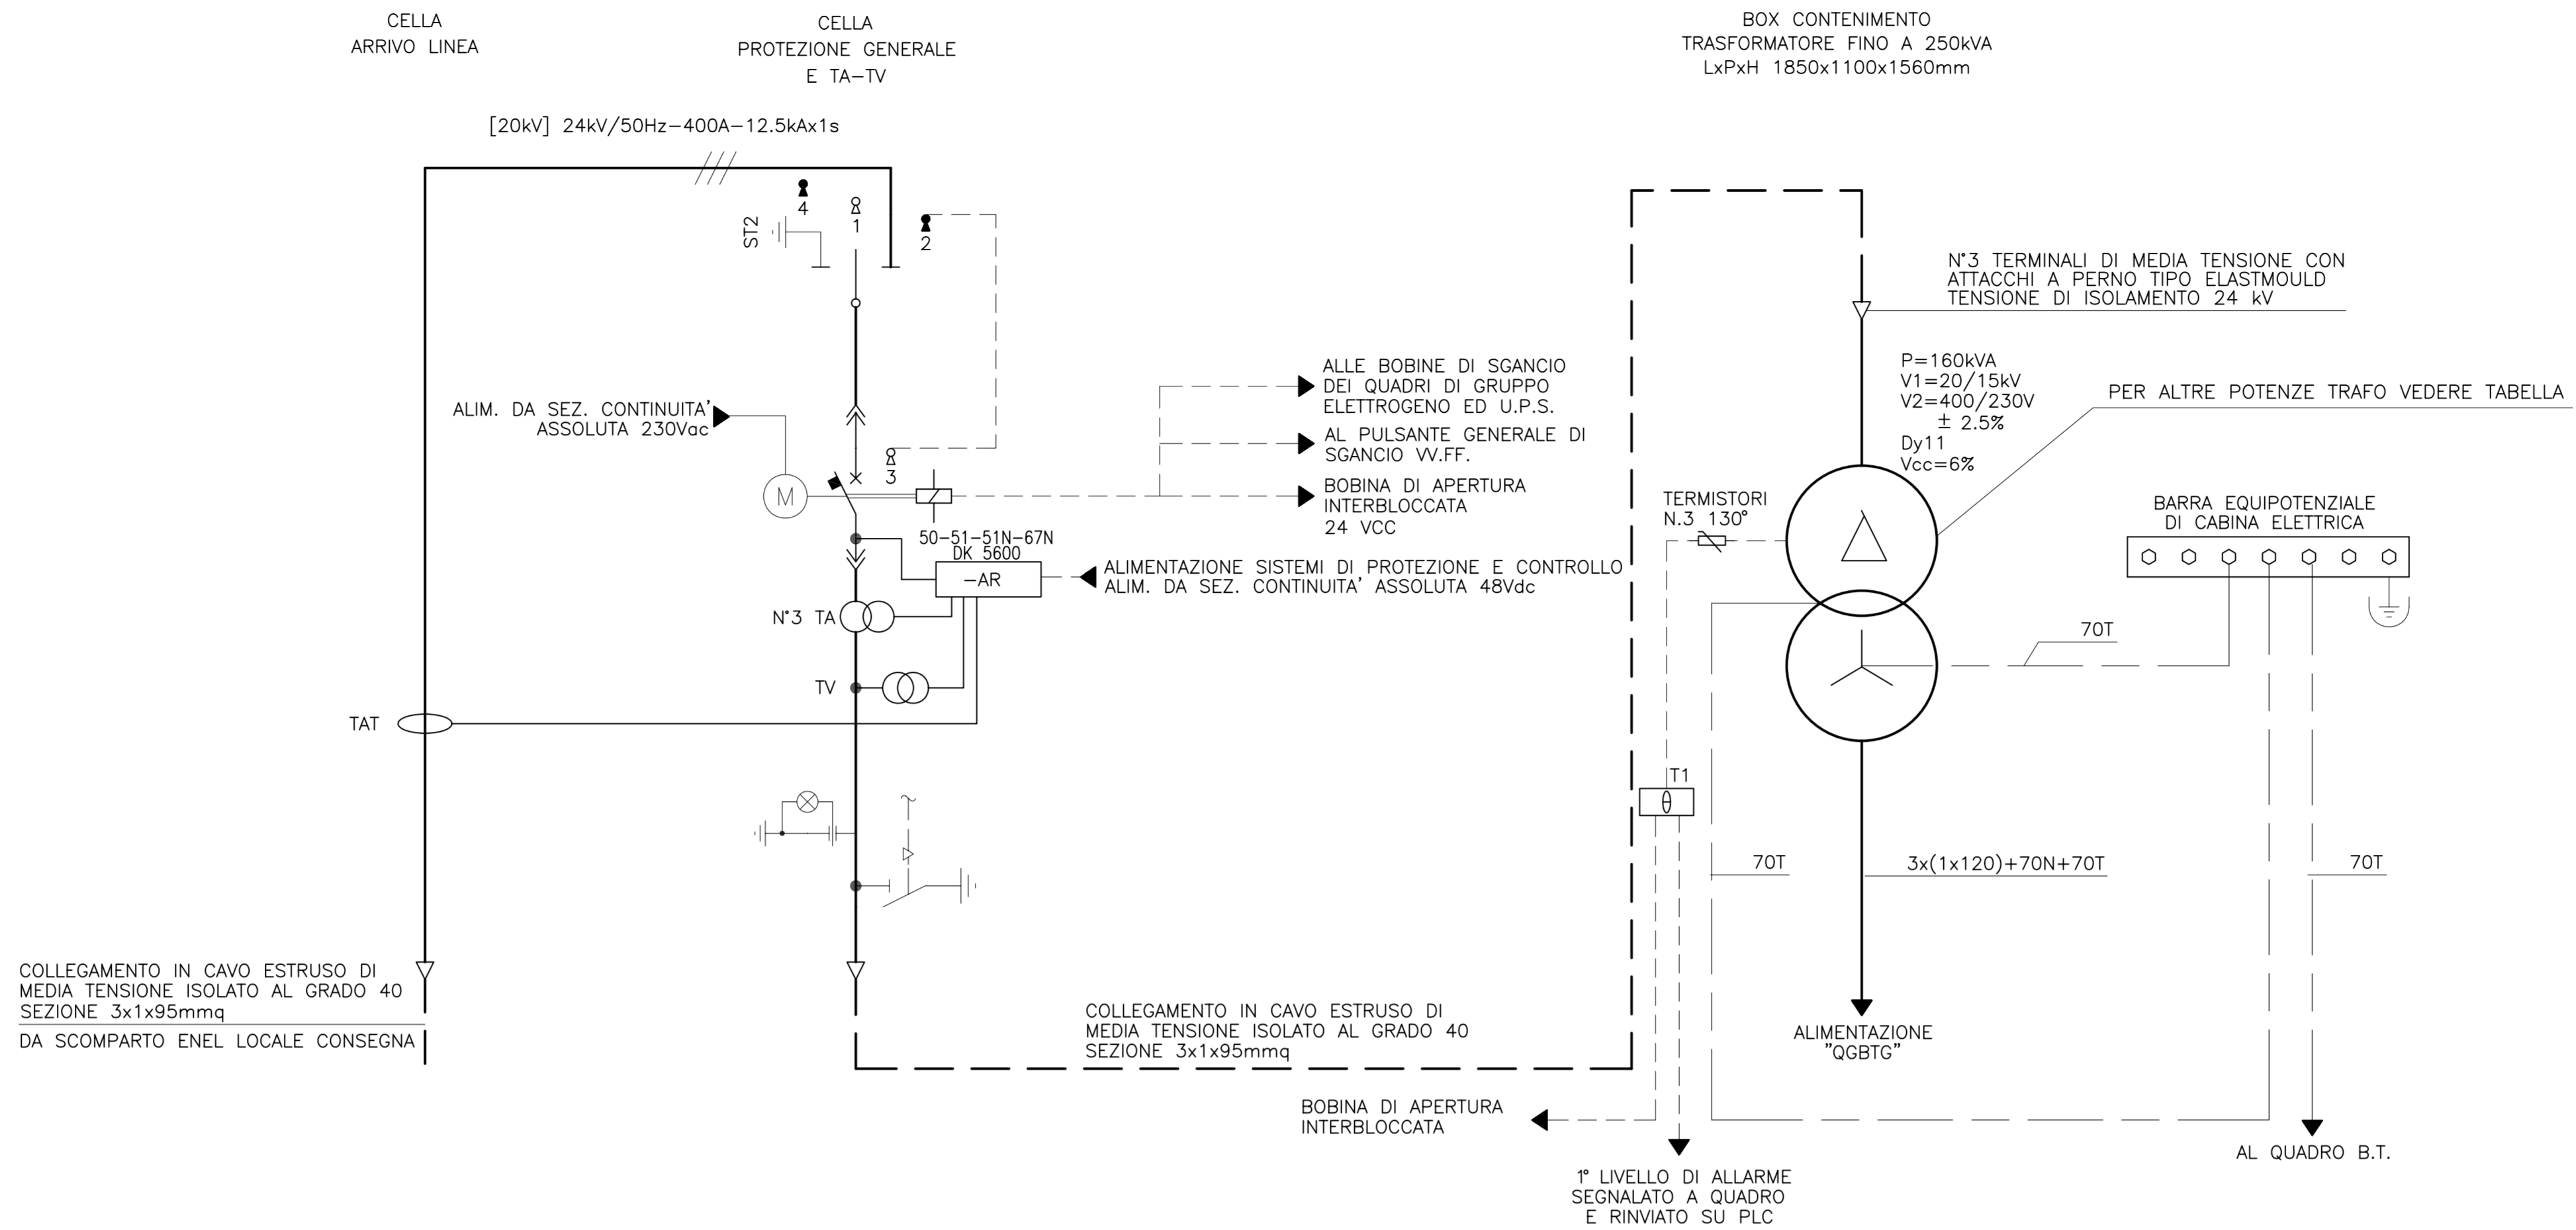 CELLA
ARRIVO LINEA
CELLA
PROTEZIONE GENERALE
E TA-TV
BOX CONTENIMENTO
TRASFORMATORE FINO A 250kVA
LxPxH 1850x1100x1560mm
[20kV] 24kV/50Hz-400A-12.5kAx1s
4
1
2
ST2
N°3 TERMINALI DI MEDIA TENSIONE CON
ATTACCHI A PERNO TIPO ELASTMOULD
TENSIONE DI ISOLAMENTO 24 kV
ALIM. DA SEZ. CONTINUITA'
ASSOLUTA 230Vac
ALLE BOBINE DI SGANCIO
DEI QUADRI DI GRUPPO
ELETTROGENO ED U.P.S.
AL PULSANTE GENERALE DI
SGANCIO VV.FF.
BOBINA DI APERTURA
INTERBLOCCATA
24 VCC
P=160kVA
V1=20/15kV
V2=400/230V
± 2.5%
Dy11
Vcc=6%
PER ALTRE POTENZE TRAFO VEDERE TABELLA
3
M
TERMISTORI
N.3 130°
BARRA EQUIPOTENZIALE
DI CABINA ELETTRICA
50-51-51N-67N
DK 5600
-AR
ALIMENTAZIONE SISTEMI DI PROTEZIONE E CONTROLLO
ALIM. DA SEZ. CONTINUITA' ASSOLUTA 48Vdc
N°3 TA
70T
TV
TAT
T1
θ
70T
3x(1x120)+70N+70T
70T
COLLEGAMENTO IN CAVO ESTRUSO DI
MEDIA TENSIONE ISOLATO AL GRADO 40
SEZIONE 3x1x95mmq
DA SCOMPARTO ENEL LOCALE CONSEGNA
COLLEGAMENTO IN CAVO ESTRUSO DI
MEDIA TENSIONE ISOLATO AL GRADO 40
SEZIONE 3x1x95mmq
ALIMENTAZIONE
"QGBTG"
BOBINA DI APERTURA
INTERBLOCCATA
1° LIVELLO DI ALLARME
SEGNALATO A QUADRO
E RINVIATO SU PLC
AL QUADRO B.T.